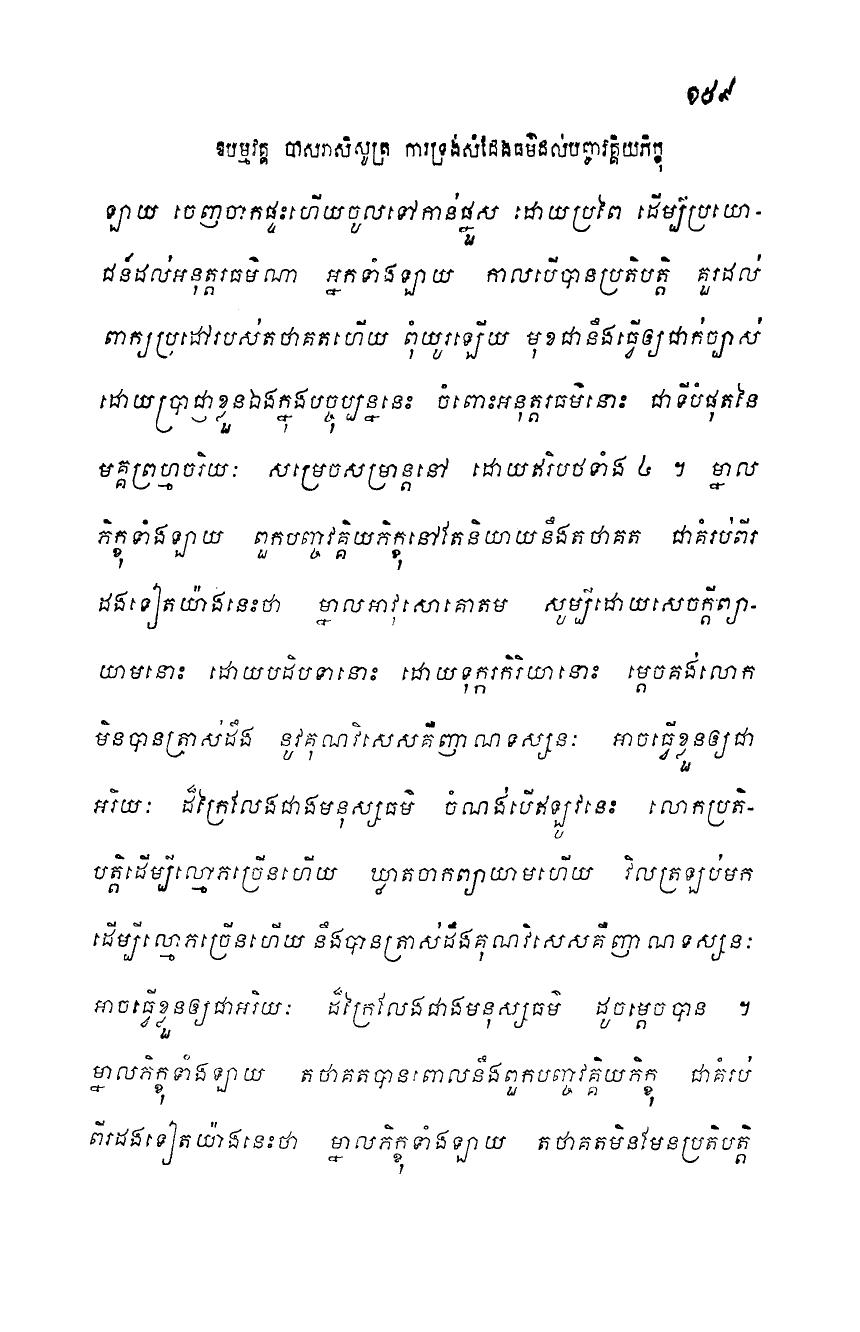 ១៥៩
ឱបម្មវគ្គ បាសរាសិសូត្រ ការទ្រង់សំដែងធម៌ដល់បញ្ចវគ្គិយភិក្ខុ
ឡាយ ចេញចាកផ្ទះហើយចូលទៅកាន់ផ្នួស ដោយប្រពៃ ដើម្បីប្រយោ-
ជន៍ដល់អនុត្តរធម៌ណា អ្នកទាំងឡាយ កាលបើបានប្រតិបត្តិ គួរដល់
ពាក្យប្រដៅរបស់តថាគតហើយ ពុំយូរឡើយ មុខជានឹងធ្វើឲ្យជាក់ច្បាស់
ដោយប្រាជ្ញាខ្លួនឯងក្នុងបច្ចុប្បន្ននេះ ចំពោះអនុត្តរធម៌នោះ ជាទីបំផុតនៃ
មគ្គព្រហ្មចរិយៈ សម្រេចសម្រាន្តនៅ ដោយឥរិបថទាំង ៤ ។ ម្នាល
ភិក្ខុទាំងឡាយ ពួកបញ្ចវគ្គិយភិក្ខុនៅតែនិយាយនឹងតថាគត ជាគំរប់ពីរ
ដងទៀតយ៉ាងនេះថា ម្នាលអាវុសោគោតម សូម្បីដោយសេចក្តីព្យា-
យាមនោះ ដោយបដិបទានោះ ដោយទុក្ករកិរិយានោះ ម្តេចគង់លោក
មិនបានត្រាស់ដឹង នូវគុណវិសេសគឺញាណទស្សនៈ អាចធ្វើខ្លួនឲ្យជា
អរិយៈ ដ៏ក្រៃលែងជាងមនុស្សធម៌ ចំណង់បើឥឡូវនេះ លោកប្រតិ-
បត្តិដើម្បីល្មោភច្រើនហើយ ឃ្លាតចាកព្យាយាមហើយ វិលត្រឡប់មក
ដើម្បីល្មោភច្រើនហើយ នឹងបានត្រាស់ដឹងគុណវិសេសគឺញាណទស្សនៈ
អាចធ្វើខ្លួនឲ្យជាអរិយៈ ដ៏ក្រៃលែងជាងមនុស្សធម៌ ដូចម្តេចបាន ។
ម្នាលភិក្ខុទាំងឡាយ តថាគតបានពោលនឹងពួកបញ្ចវគ្គិយភិក្ខុ ជាគំរប់
ពីរដងទៀតយ៉ាងនេះថា ម្នាលភិក្ខុទាំងឡាយ តថាគតមិនមែនប្រតិបត្តិ